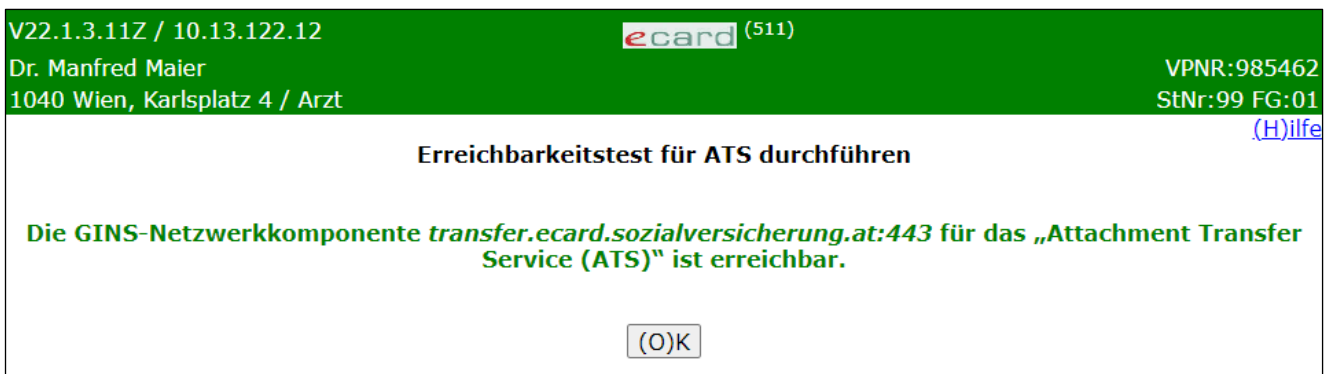 V22.1.3.11Z / 10.13.122.12
ecard (511)
Dr. Manfred Maier
VPNR:985462
1040 Wien, Karlsplatz 4 / Arzt
StNr:99 FG:01
(H)ilfe
Erreichbarkeitstest für ATS durchführen
Die GINS-Netzwerkkomponente transfer.ecard.sozialversicherung.at:443 für das „Attachment Transfer
Service (ATS)“ ist erreichbar.
(O)K